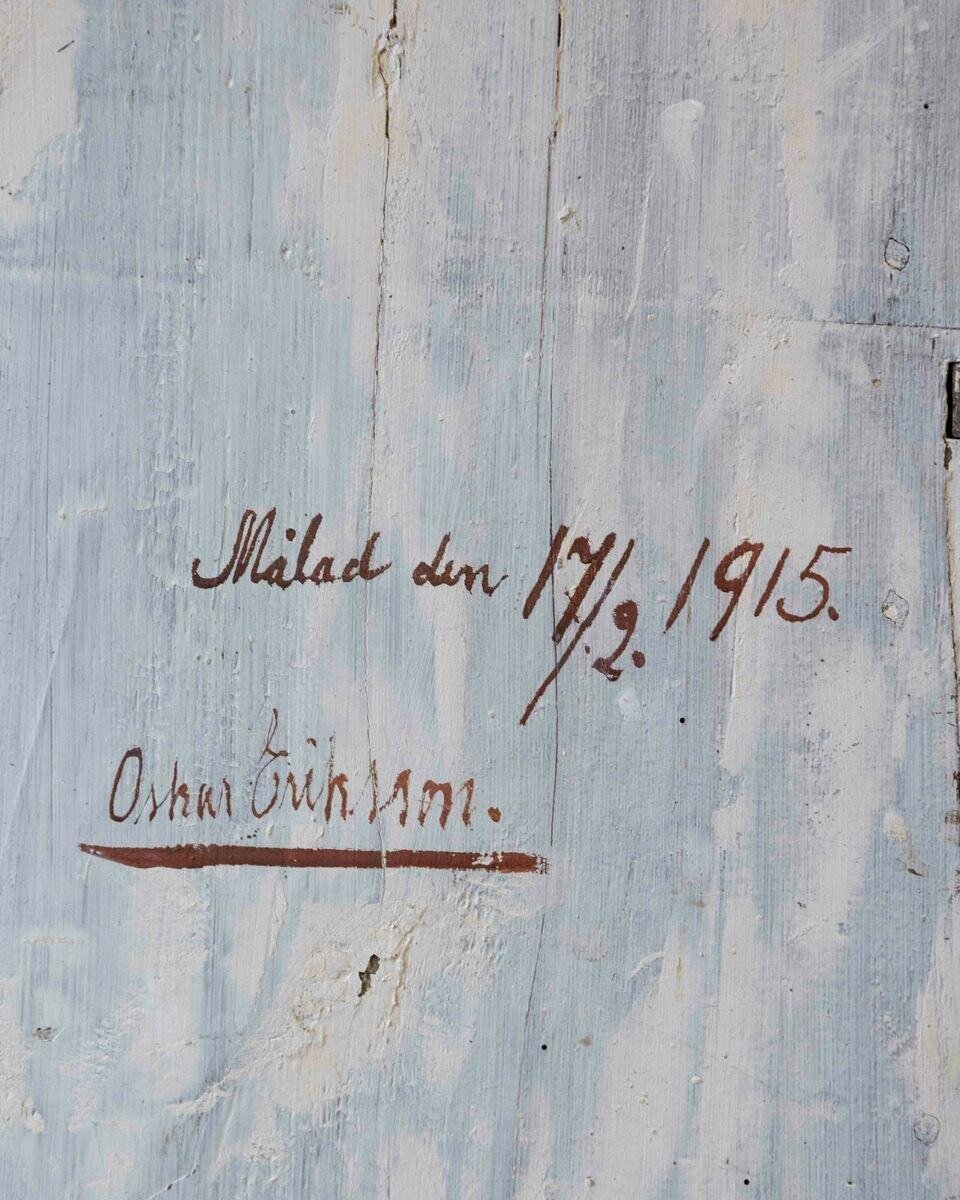 Målad den 17/2. 1915.
Oskar Eriksson.